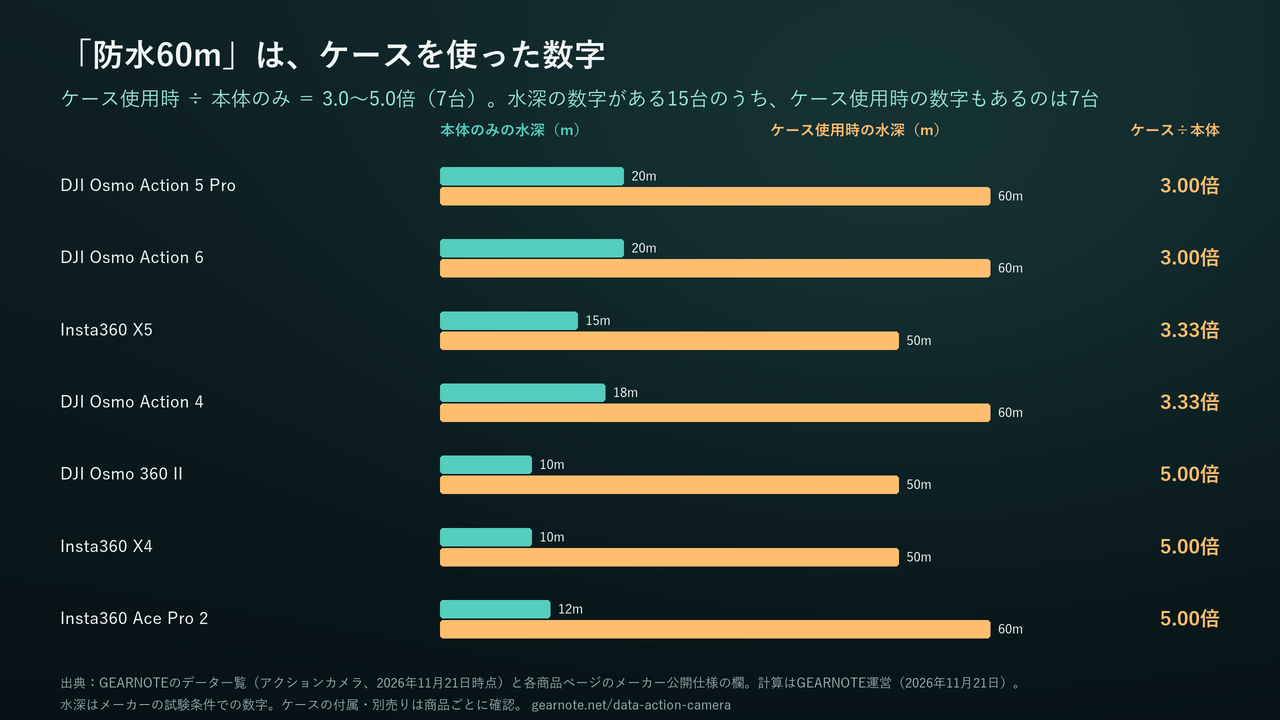 「防水60m」は、ケースを使った数字
ケース使用時 ÷ 本体のみ ＝ 3.0〜5.0倍（7台）。水深の数字がある15台のうち、ケース使用時の数字もあるのは7台
本体のみの水深（m） ケース使用時の水深（m） ケース÷本体
DJI Osmo Action 5 Pro 20m 60m 3.00倍
DJI Osmo Action 6 20m 60m 3.00倍
Insta360 X5 15m 50m 3.33倍
DJI Osmo Action 4 18m 60m 3.33倍
DJI Osmo 360 II 10m 50m 5.00倍
Insta360 X4 10m 50m 5.00倍
Insta360 Ace Pro 2 12m 60m 5.00倍
出典：GEARNOTEのデータ一覧（アクションカメラ、2026年11月21日時点）と各商品ページのメーカー公開仕様の欄。計算はGEARNOTE運営（2026年11月21日）。
水深はメーカーの試験条件での数字。ケースの付属・別売りは商品ごとに確認。 gearnote.net/data-action-camera